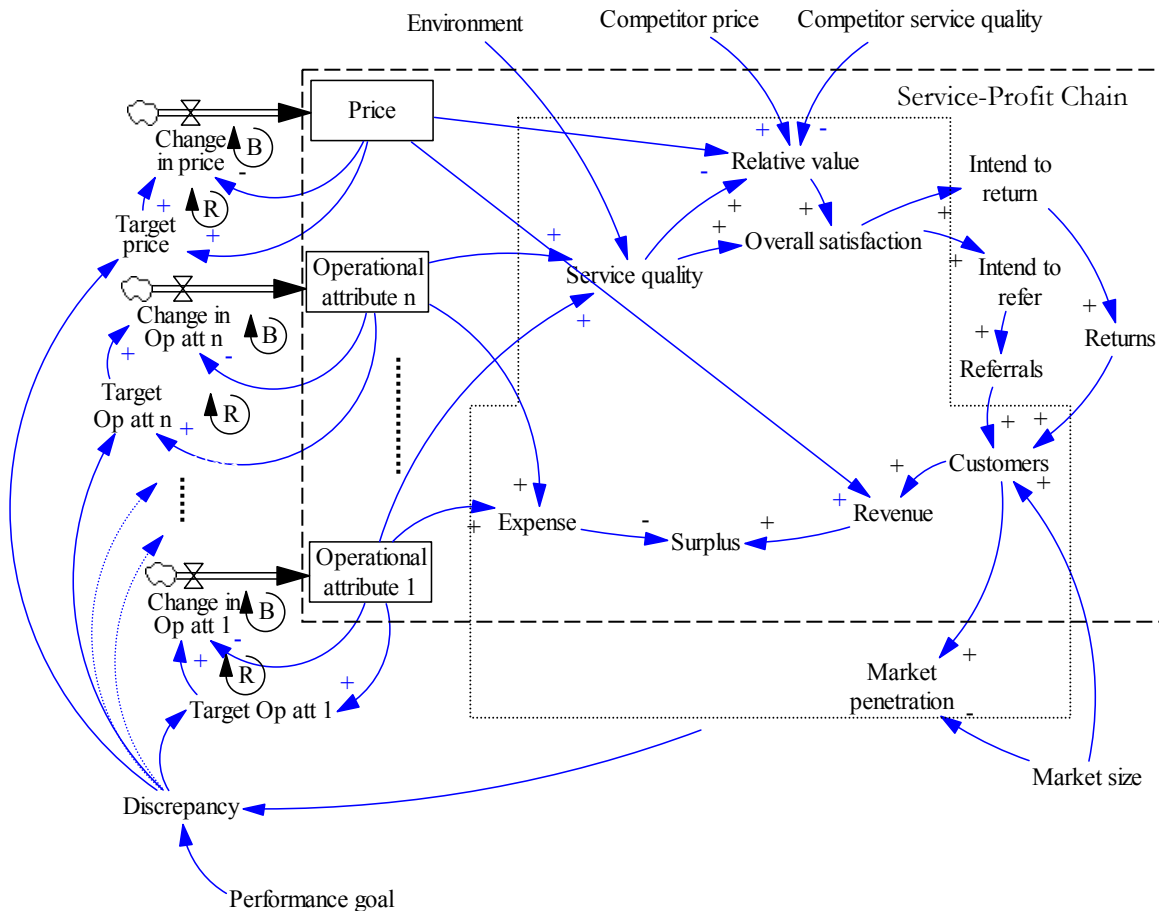 Environment
Competitor price
Competitor service quality
Service-Profit Chain
Price
Change
in price
B
-
R
+
Target
price
+
+
-
Relative value
-
+
+
Overall satisfaction
+
+
Intend to
return
+
+
Intend to
refer
Operational
attribute n
+
Service quality
+
Change in
Op att n
B
+
-
Target
Op att n
R
+
+
Referrals
+
Returns
+
+
Customers
+
+
+
Revenue
+
Expense
+
-
Surplus
+
Operational
attribute 1
Change in
Op att 1
B
-
+
R
+
Target Op att 1
Market
penetration
+
-
Market size
Discrepancy
Performance goal